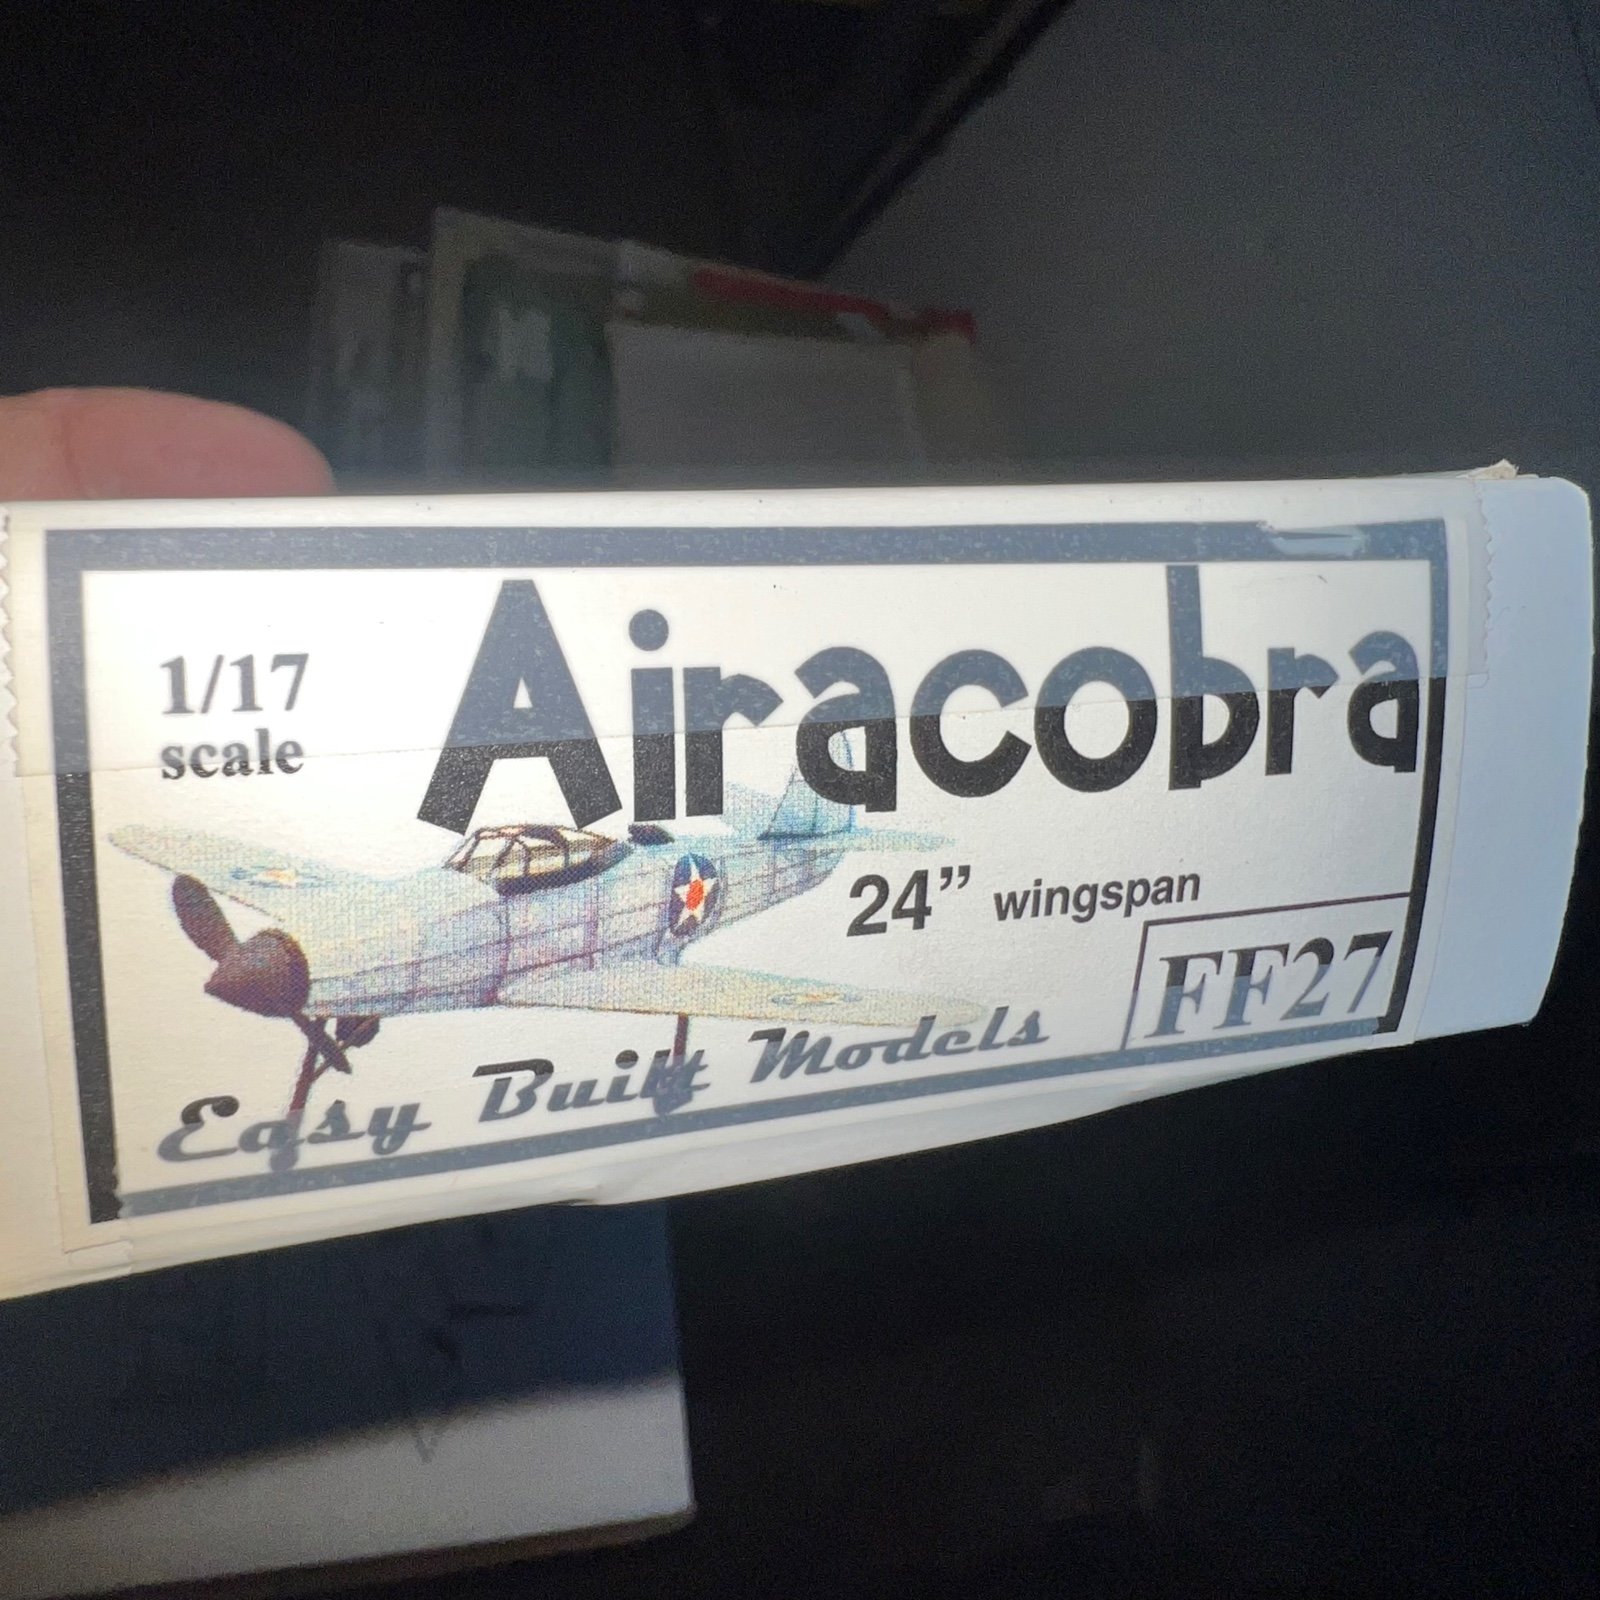 1/17
scale
Airacobra
24” wingspan
FF27
Easy Built Models